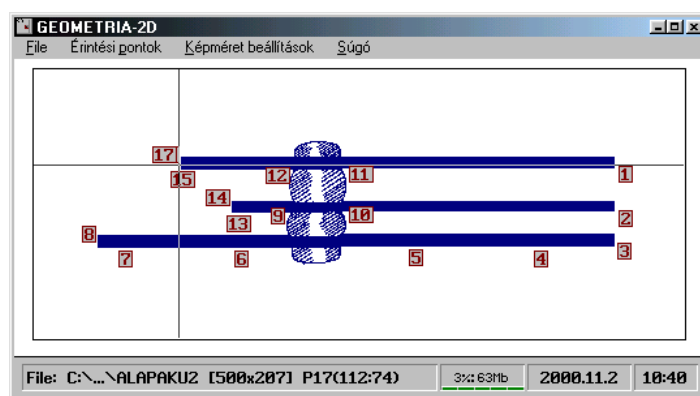 GEOMETRIA-2D
File Érintési pontok Képméret beállítások Súgó
17
15 12 11 1
14
13 9 10 2
8
7 6 5 4 3
File: C:\...\ALAPAKU2 [500x207] P17(112:74) 3%:63Mb 2000.11.2 10:40